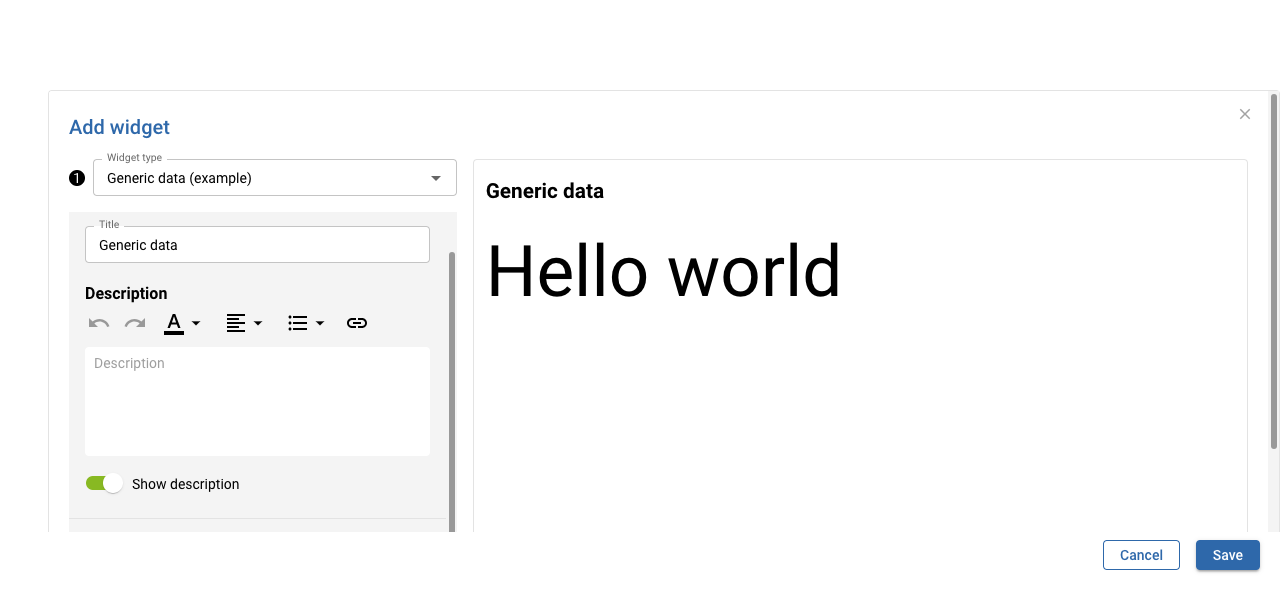 Add widget
Widget type
1
Generic data (example)
Title
Generic data
Description
A
Description
Show description
Generic data
Hello world
Cancel
Save